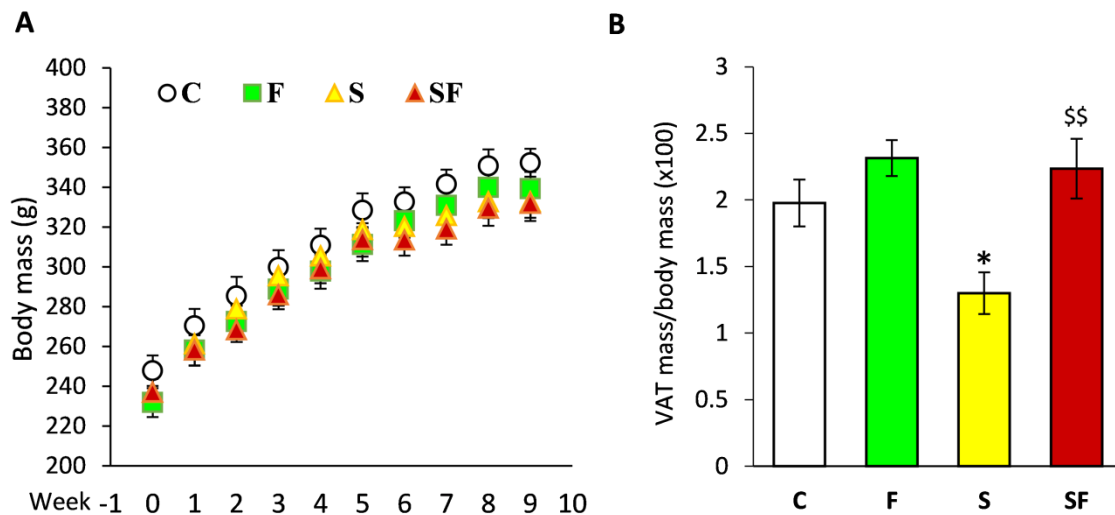 A
Body mass (g)
400
380
360
340
320
300
280
260
240
220
200
C F S SF
Week -1 0 1 2 3 4 5 6 7 8 9 10
B
VAT mass/body mass (x100)
3
2.5
2
1.5
1
0.5
0
*
$$
C F S SF